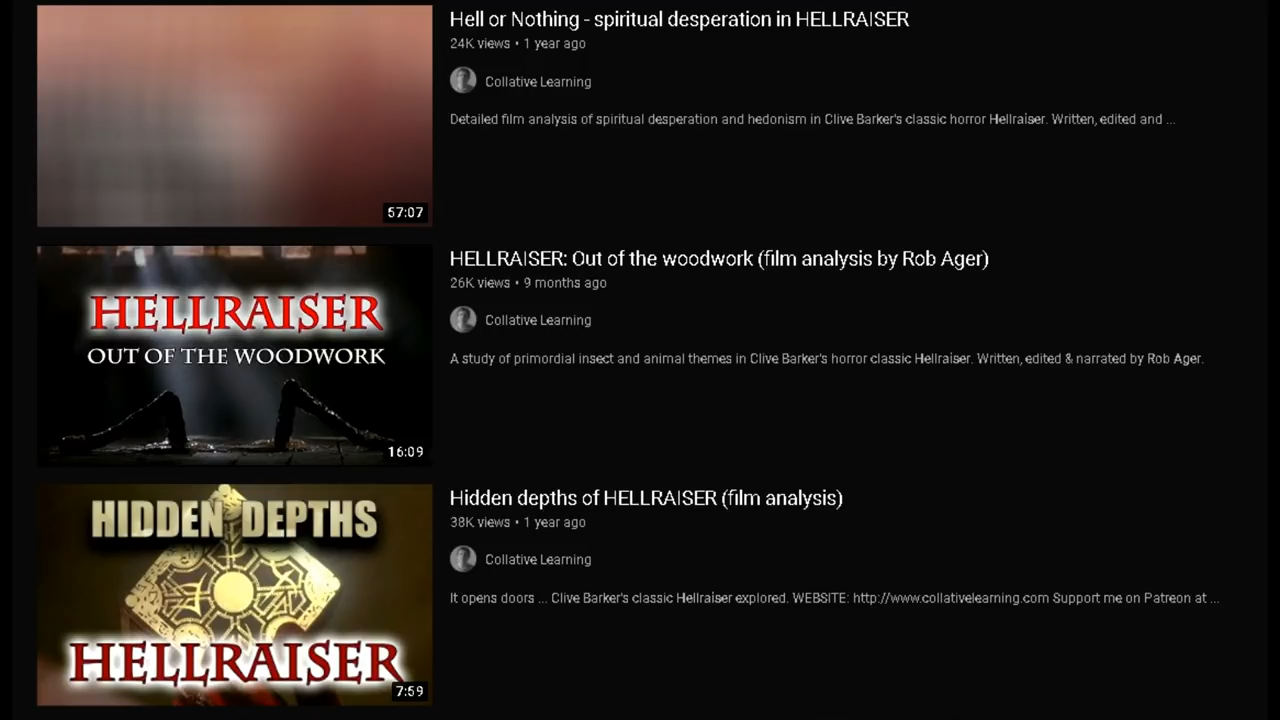 Hell or Nothing - spiritual desperation in HELLRAISER
24K views • 1 year ago
Collative Learning
Detailed film analysis of spiritual desperation and hedonism in Clive Barker's classic horror Hellraiser. Written, edited and ...
57:07
HELLRAISER
OUT OF THE WOODWORK
16:09
HELLRAISER: Out of the woodwork (film analysis by Rob Ager)
26K views • 9 months ago
Collative Learning
A study of primordial insect and animal themes in Clive Barker's horror classic Hellraiser. Written, edited & narrated by Rob Ager.
HIDDEN DEPTHS
HELLRAISER
7:59
Hidden depths of HELLRAISER (film analysis)
38K views • 1 year ago
Collative Learning
It opens doors ... Clive Barker's classic Hellraiser explored. WEBSITE: http://www.collativelearning.com Support me on Patreon at ...